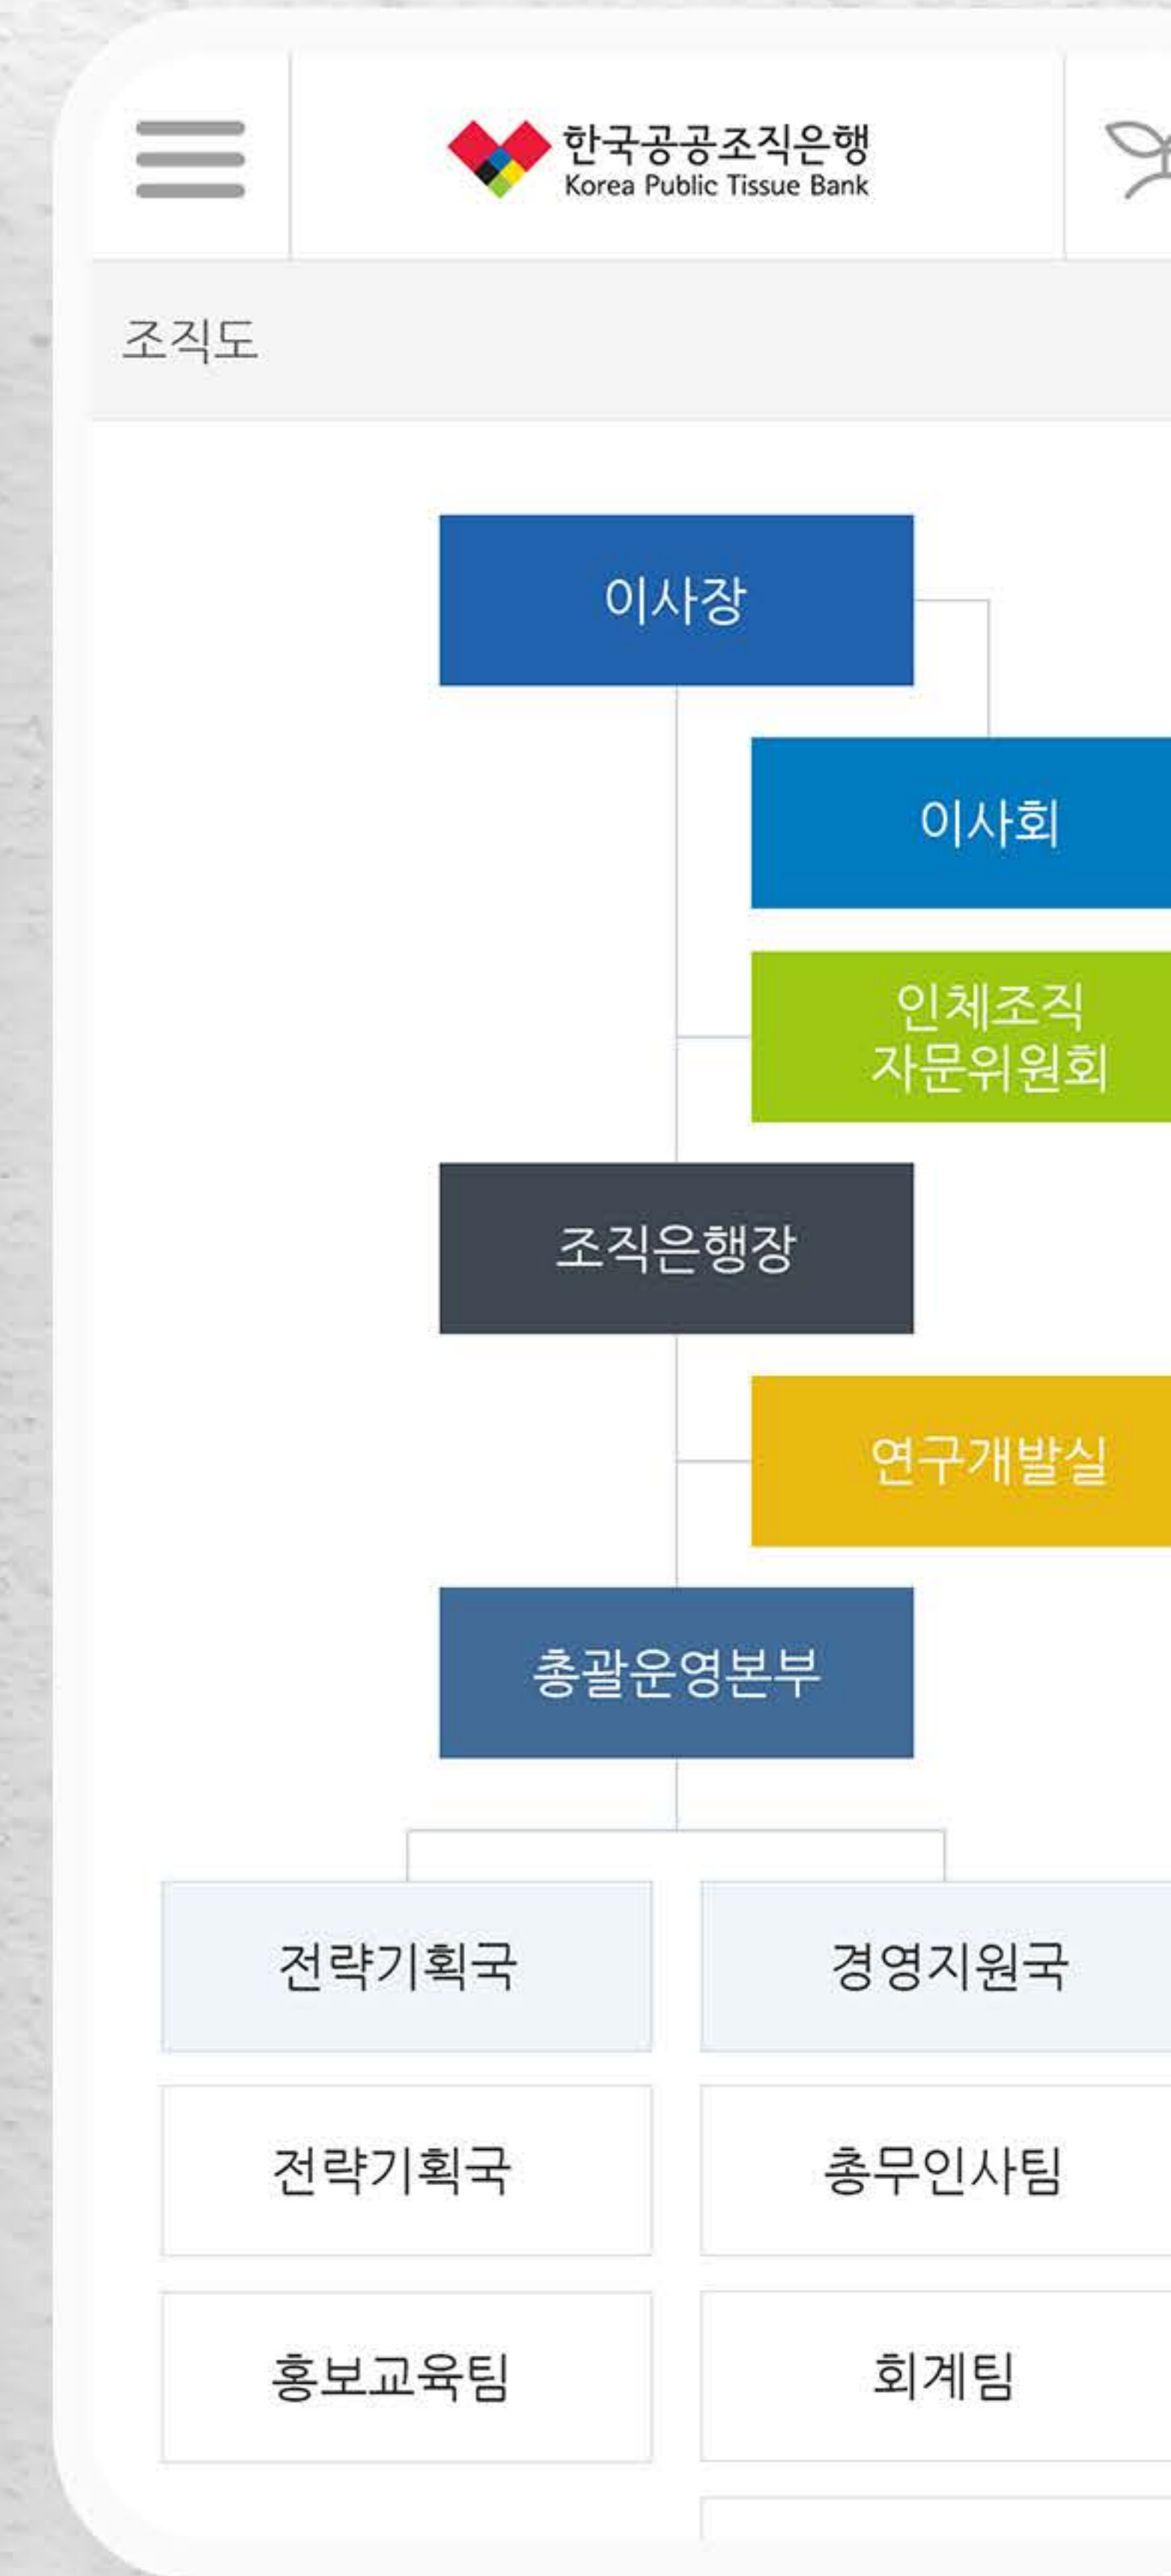 한국공공조직은행
Korea Public Tissue Bank
조직도
이사장
이사회
인체조직
자문위원회
조직은행장
연구개발실
총괄운영본부
전략기획국
경영지원국
전략기획국
총무인사팀
홍보교육팀
회계팀